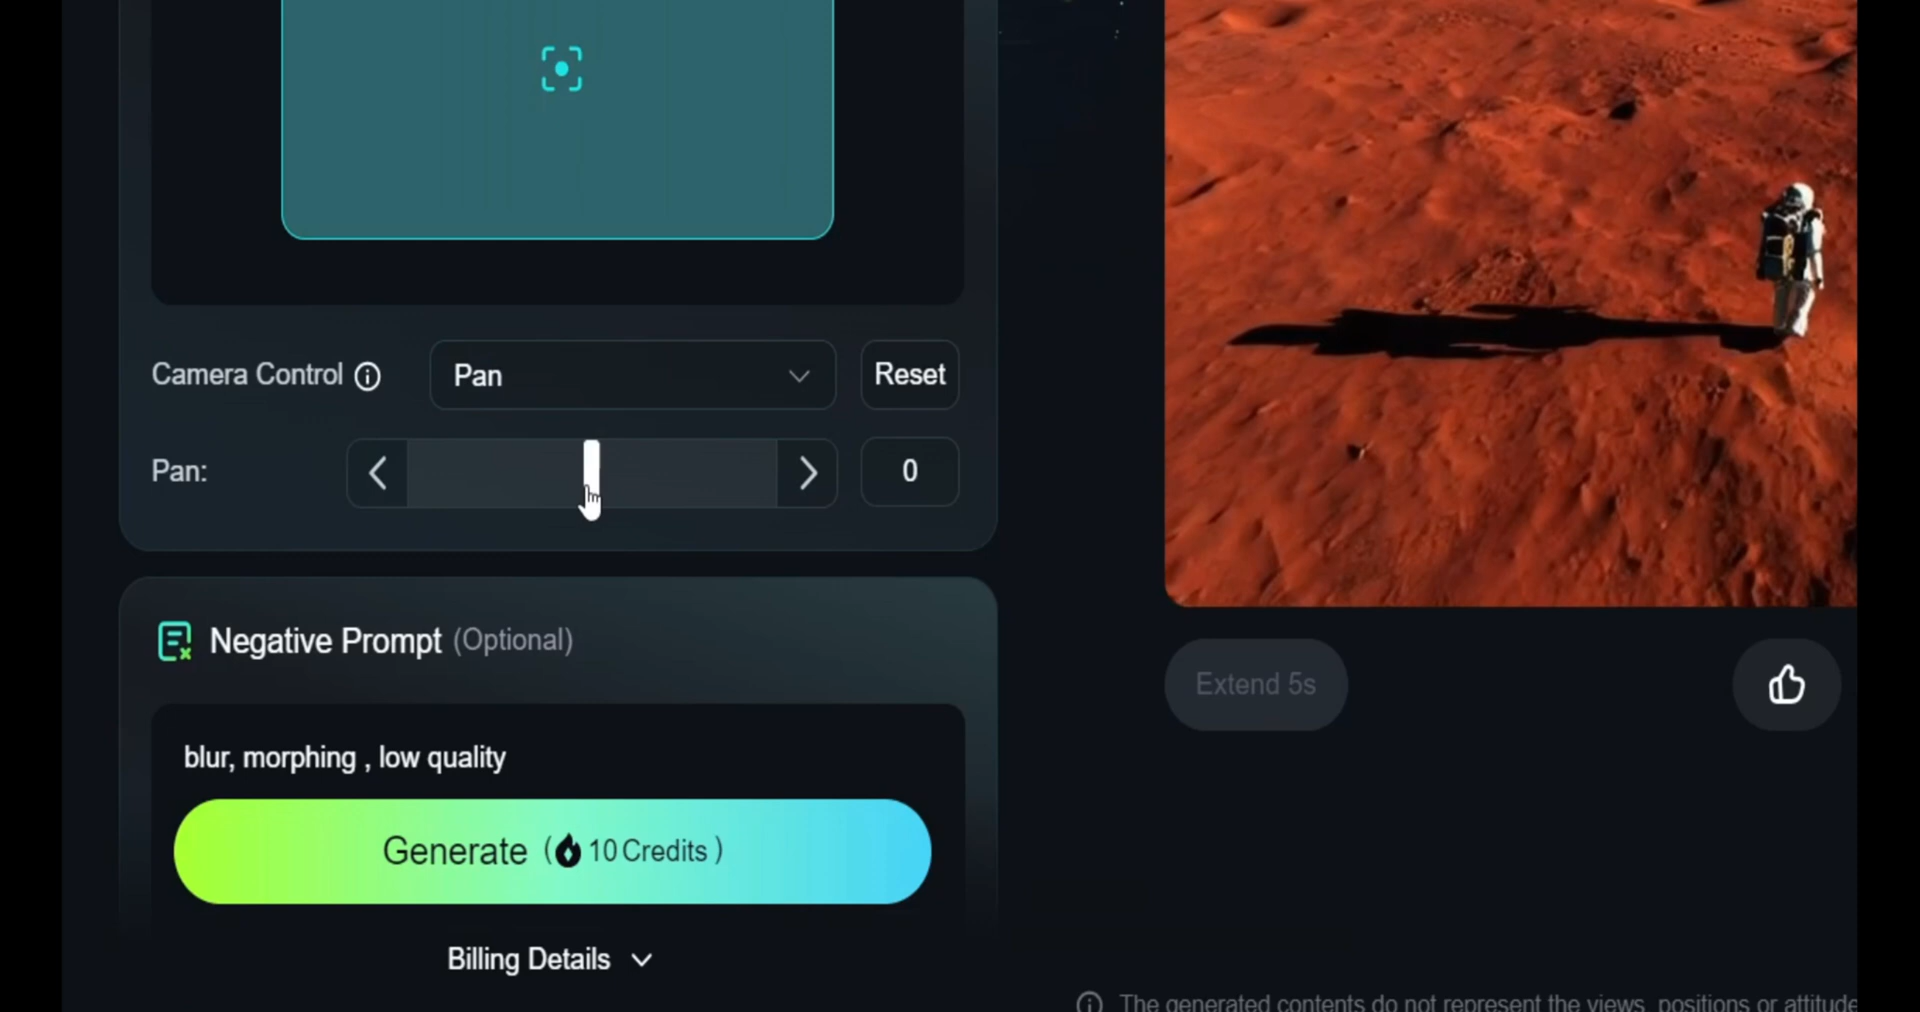 Camera Control
Pan
Reset
Pan:
0
Negative Prompt (Optional)
Extend 5s
blur, morphing , low quality
Generate ( 10 Credits )
Billing Details
The generated contents do not represent the views, positions or attitude